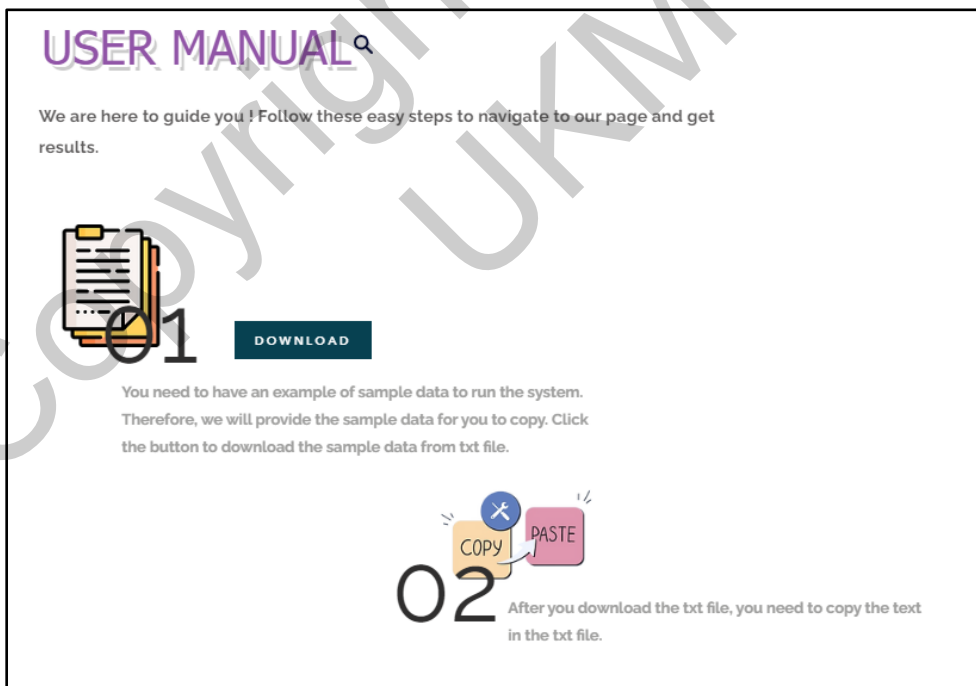 USER MANUAL
We are here to guide you ! Follow these easy steps to navigate to our page and get
results.
01
DOWNLOAD
You need to have an example of sample data to run the system.
Therefore, we will provide the sample data for you to copy. Click
the button to download the sample data from txt file.
COPY
PASTE
02
After you download the txt file, you need to copy the text
in the txt file.
Copyright
UKM